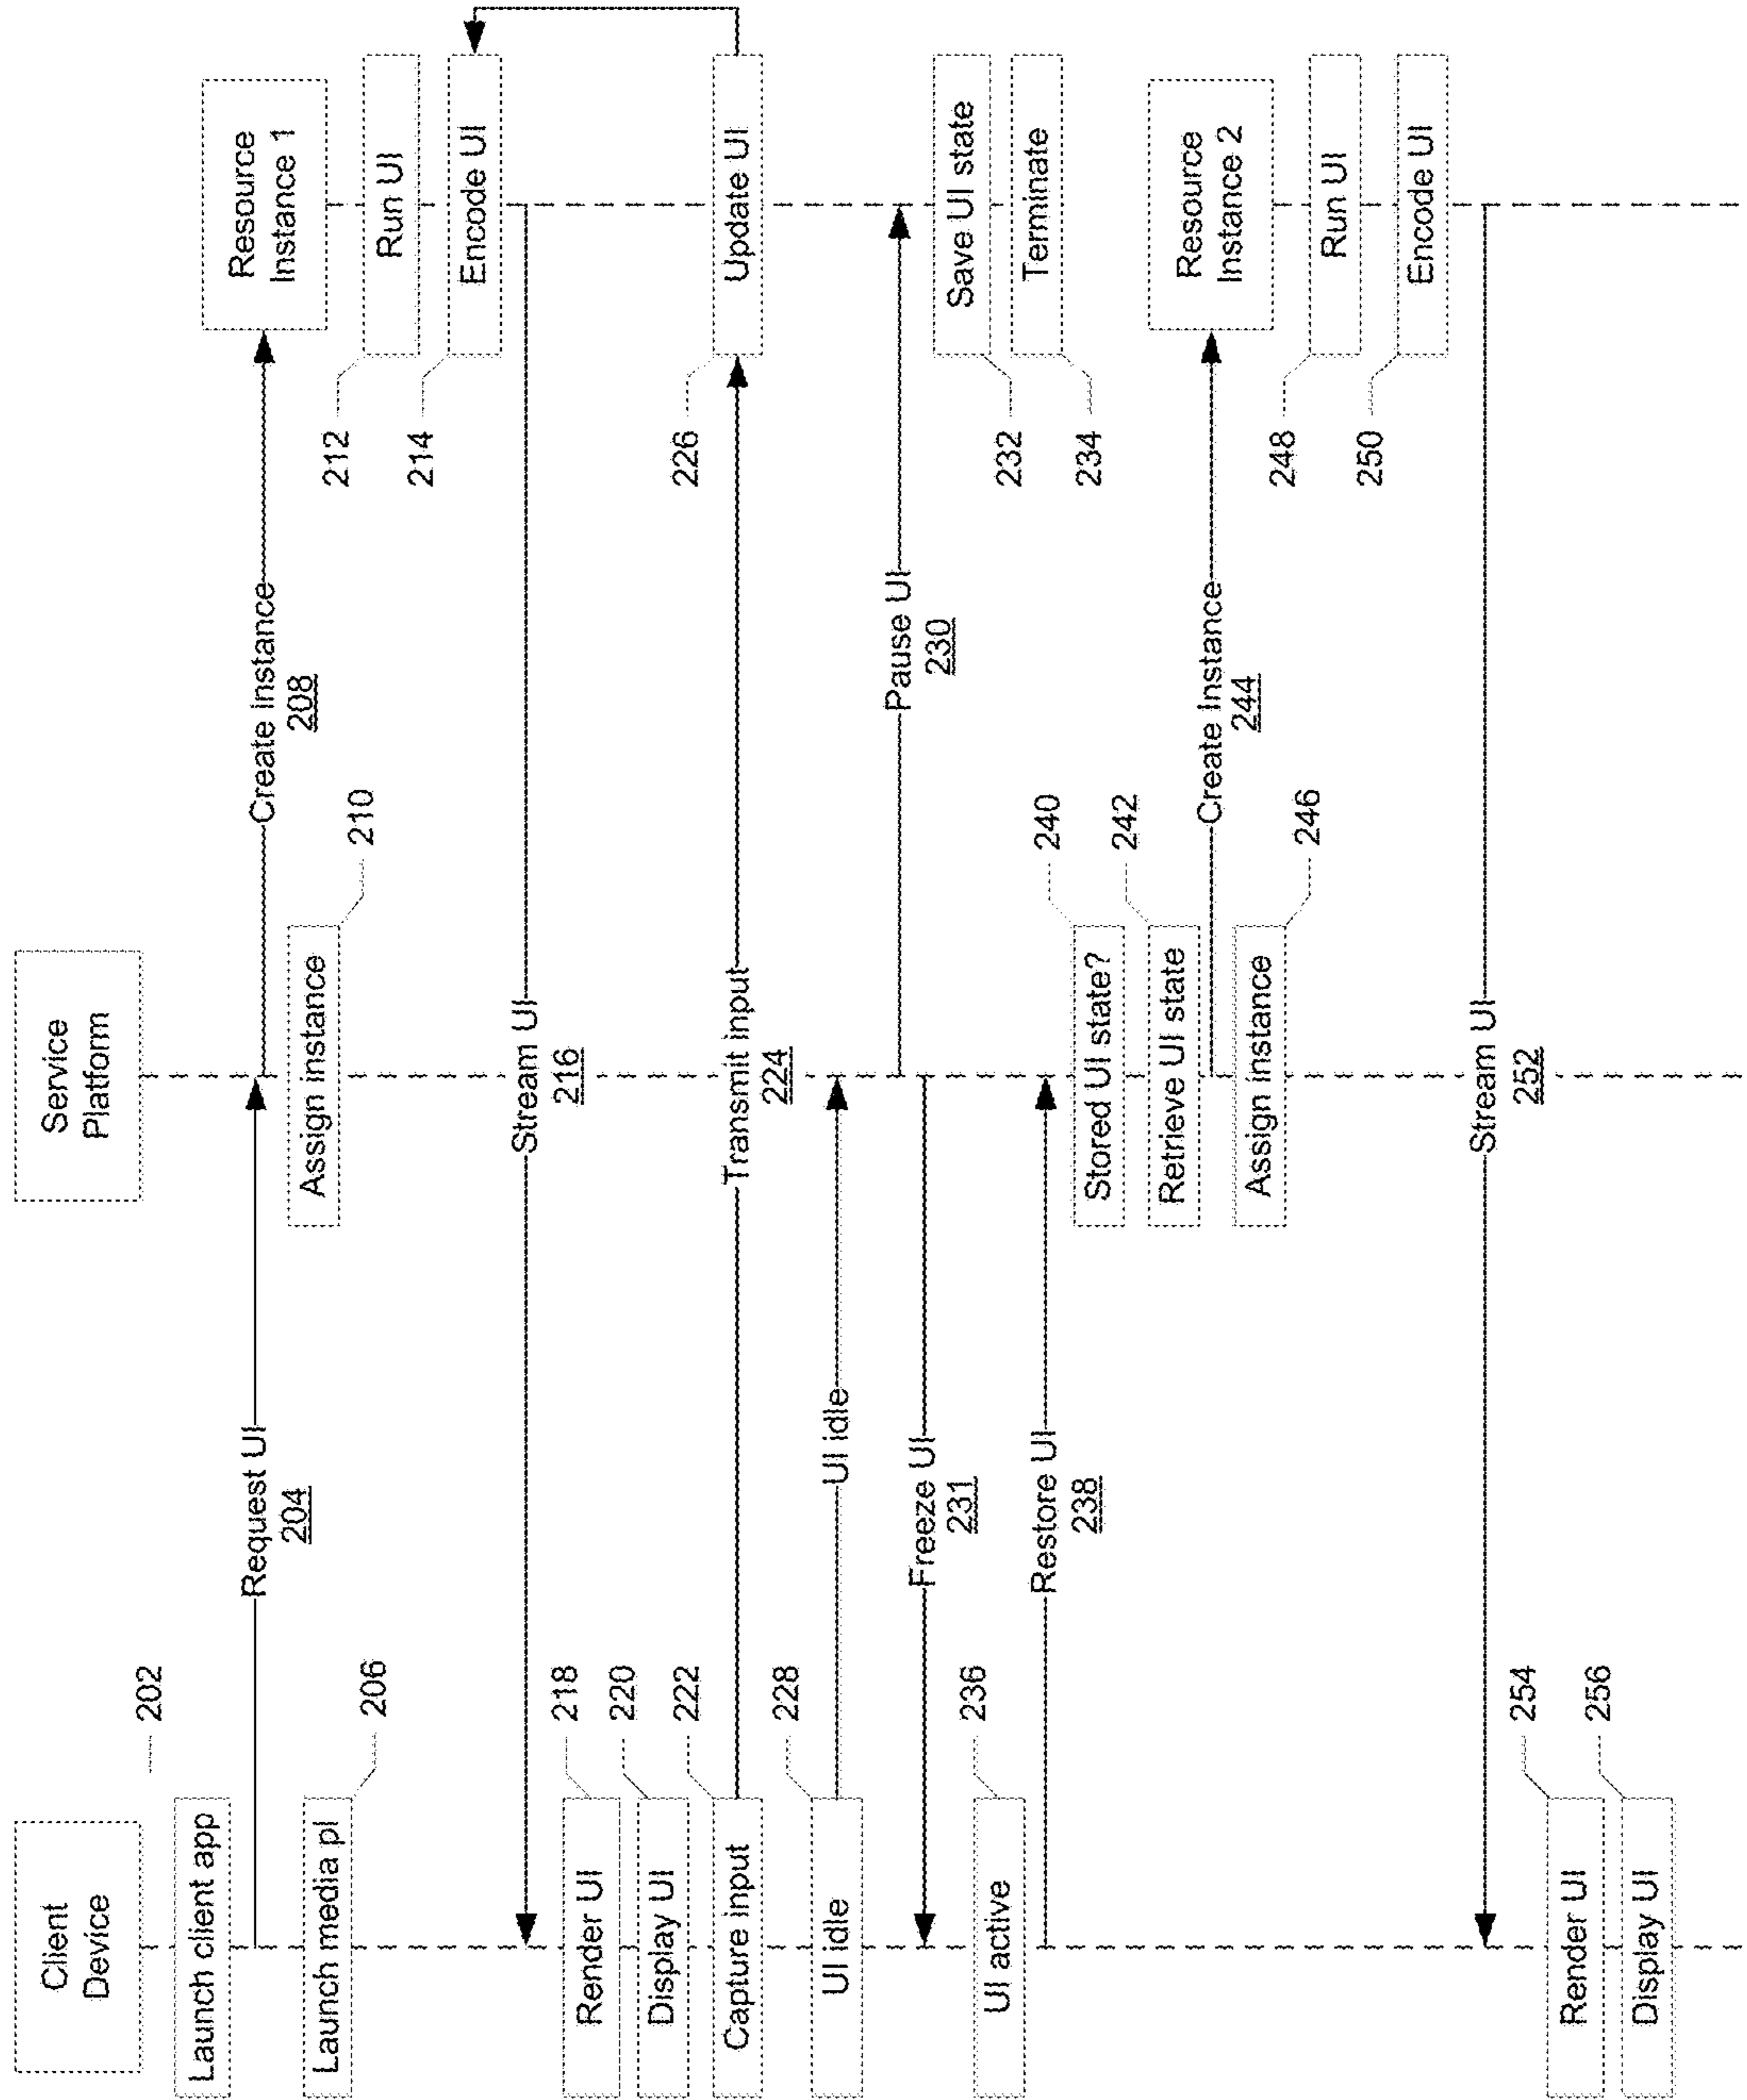 Client
Device
Service
Platform
202
Launch client app
Request UI
204
Create instance
208
Resource
Instance 1
Launch media pl
206
Assign instance
210
212
Run UI
214
Encode UI
Stream UI
216
Render UI
218
Display UI
220
Capture input
222
Transmit input
224
226
Update UI
UI idle
228
UI idle
Pause UI
230
Freeze UI
231
232
Save UI state
234
Terminate
UI active
236
Restore UI
238
Stored UI state?
240
Retrieve UI state
242
Create Instance
244
Resource
Instance 2
Assign instance
246
248
Run UI
250
Encode UI
Stream UI
252
Render UI
254
Display UI
256